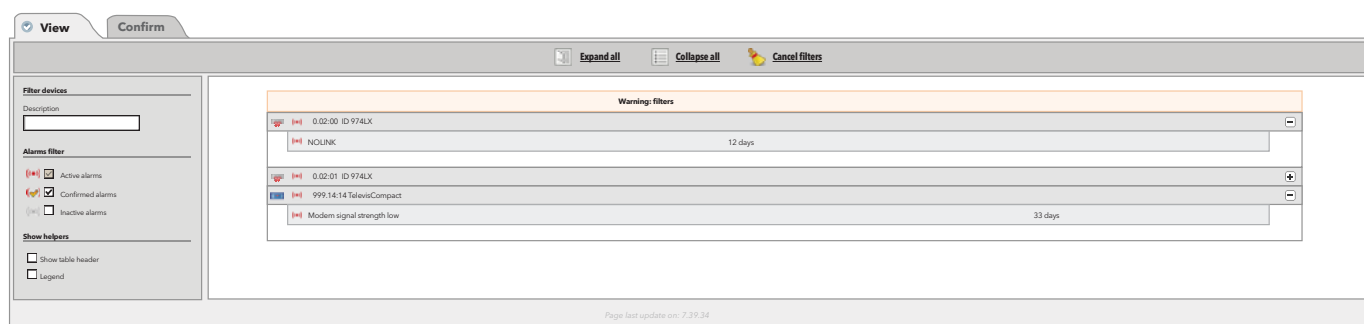 View
Confirm
Expand all
Collapse all
Cancel filters
Filter devices
Description
Alarms filter
Active alarms
Confirmed alarms
Inactive alarms
Show helpers
Show table header
Legend
Warning: filters
0.02:00 ID 974LX
NOLINK 12 days
0.02:01 ID 974LX
999.14:14 TelevisCompact
Modem signal strength low 33 days
Page last update on: 7.39.34